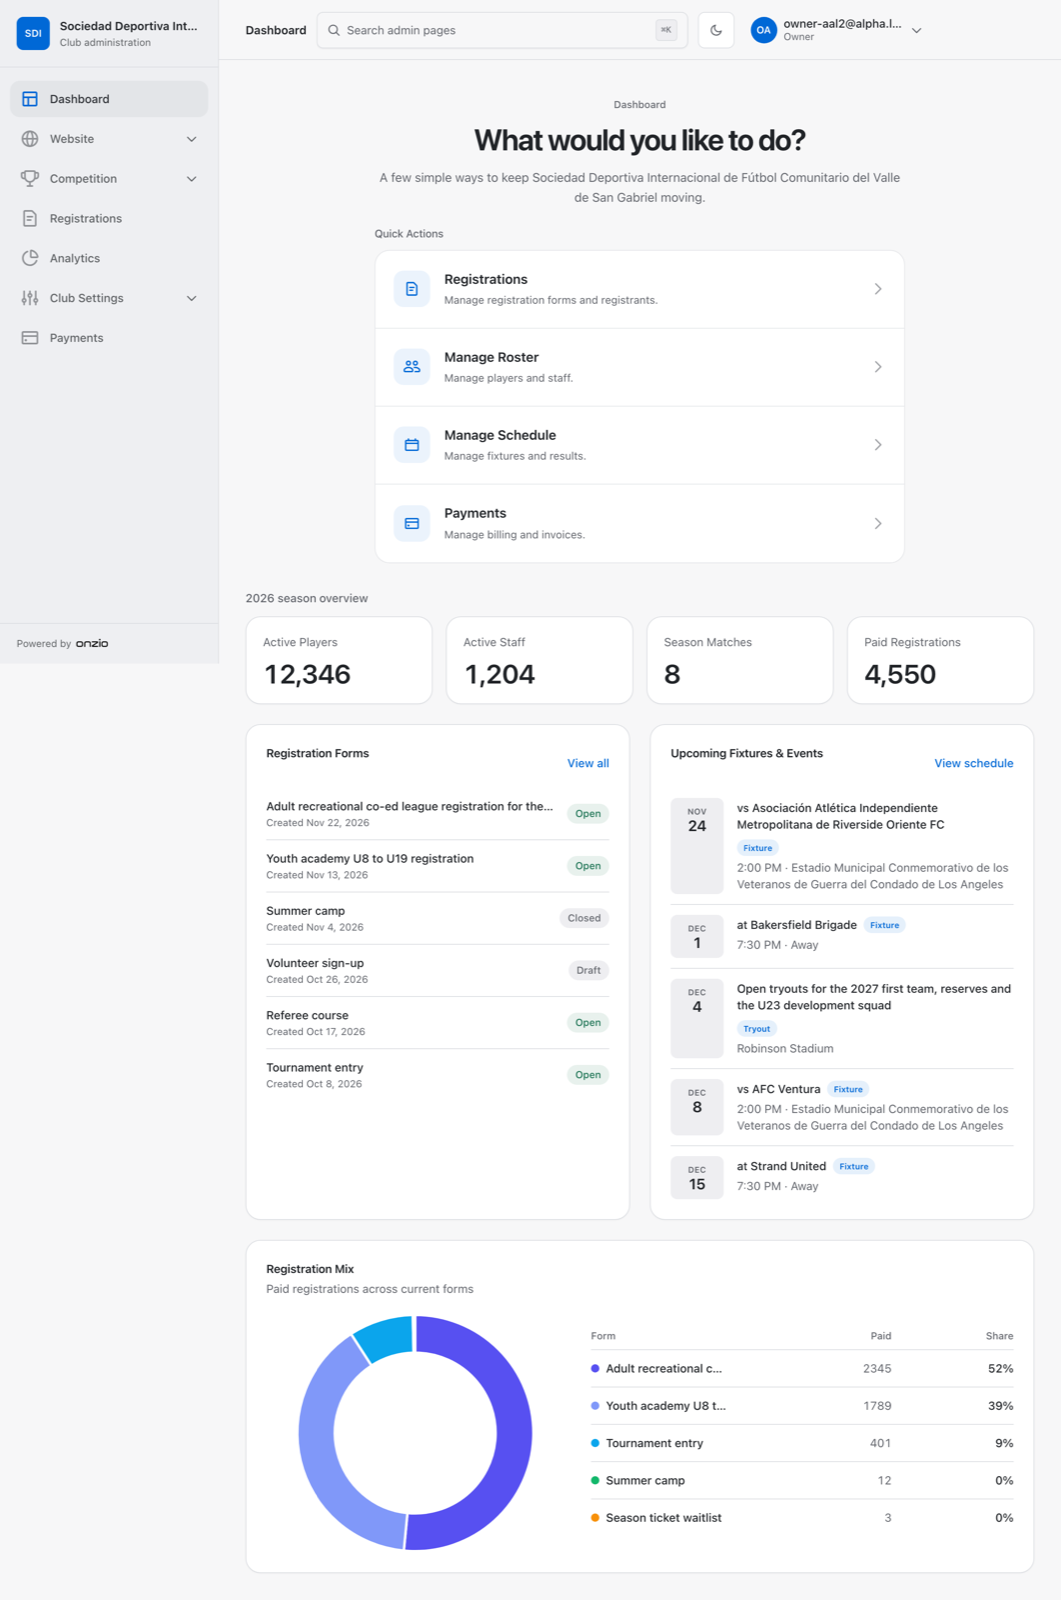 SDI
Sociedad Deportiva Int...
Club administration
Dashboard
Website
Competition
Registrations
Analytics
Club Settings
Payments
Powered by onzio
Dashboard
Search admin pages
⌘K
OA
owner-aal2@alpha.l...
Owner
Dashboard
What would you like to do?
A few simple ways to keep Sociedad Deportiva Internacional de Fútbol Comunitario del Valle
de San Gabriel moving.
Quick Actions
Registrations
Manage registration forms and registrants.
Manage Roster
Manage players and staff.
Manage Schedule
Manage fixtures and results.
Payments
Manage billing and invoices.
2026 season overview
Active Players
12,346
Active Staff
1,204
Season Matches
8
Paid Registrations
4,550
Registration Forms
View all
Adult recreational co-ed league registration for the...
Created Nov 22, 2026
Open
Youth academy U8 to U19 registration
Created Nov 13, 2026
Open
Summer camp
Created Nov 4, 2026
Closed
Volunteer sign-up
Created Oct 26, 2026
Draft
Referee course
Created Oct 17, 2026
Open
Tournament entry
Created Oct 8, 2026
Open
Upcoming Fixtures & Events
View schedule
NOV
24
vs Asociación Atlética Independiente
Metropolitana de Riverside Oriente FC
Fixture
2:00 PM · Estadio Municipal Conmemorativo de los
Veteranos de Guerra del Condado de Los Angeles
DEC
1
at Bakersfield Brigade Fixture
7:30 PM · Away
DEC
4
Open tryouts for the 2027 first team, reserves and
the U23 development squad
Tryout
Robinson Stadium
DEC
8
vs AFC Ventura Fixture
2:00 PM · Estadio Municipal Conmemorativo de los
Veteranos de Guerra del Condado de Los Angeles
DEC
15
at Strand United Fixture
7:30 PM · Away
Registration Mix
Paid registrations across current forms
Form Paid Share
Adult recreational c... 2345 52%
Youth academy U8 t... 1789 39%
Tournament entry 401 9%
Summer camp 12 0%
Season ticket waitlist 3 0%